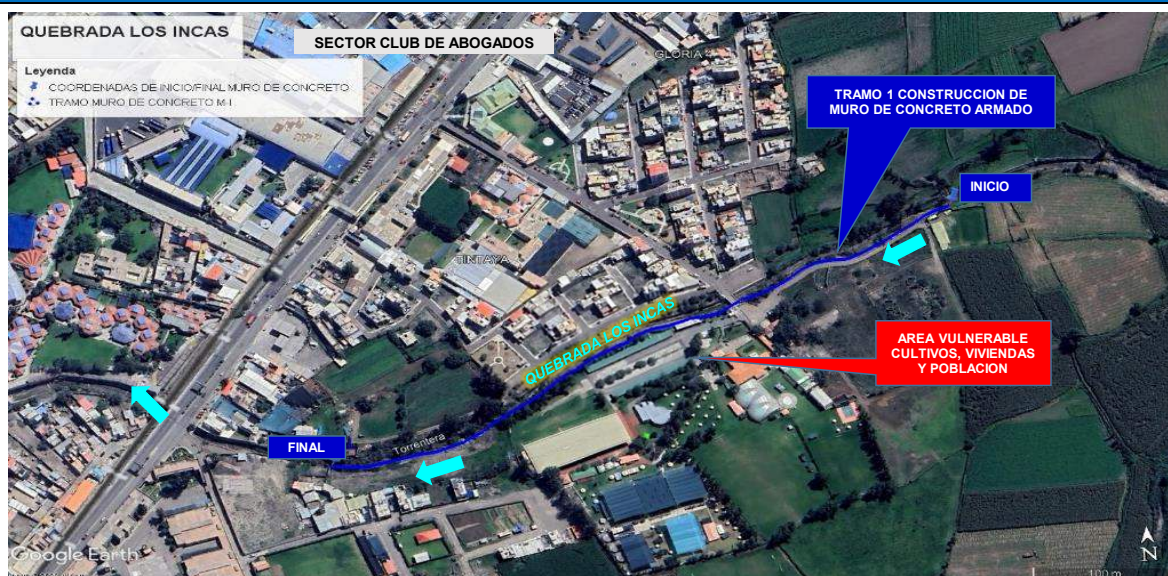 QUEBRADA LOS INCAS
SECTOR CLUB DE ABOGADOS
Leyenda
COORDENADAS DE INICIO/FINAL MURO DE CONCRETO
TRAMO MURO DE CONCRETO M-I
GLORIA
TRAMO 1 CONSTRUCCION DE
MURO DE CONCRETO ARMADO
INICIO
TINTAYA
QUEBRADA LOS INCAS
AREA VULNERABLE
CULTIVOS, VIVIENDAS
Y POBLACION
FINAL
Torrentera
Google Earth
N
100 m